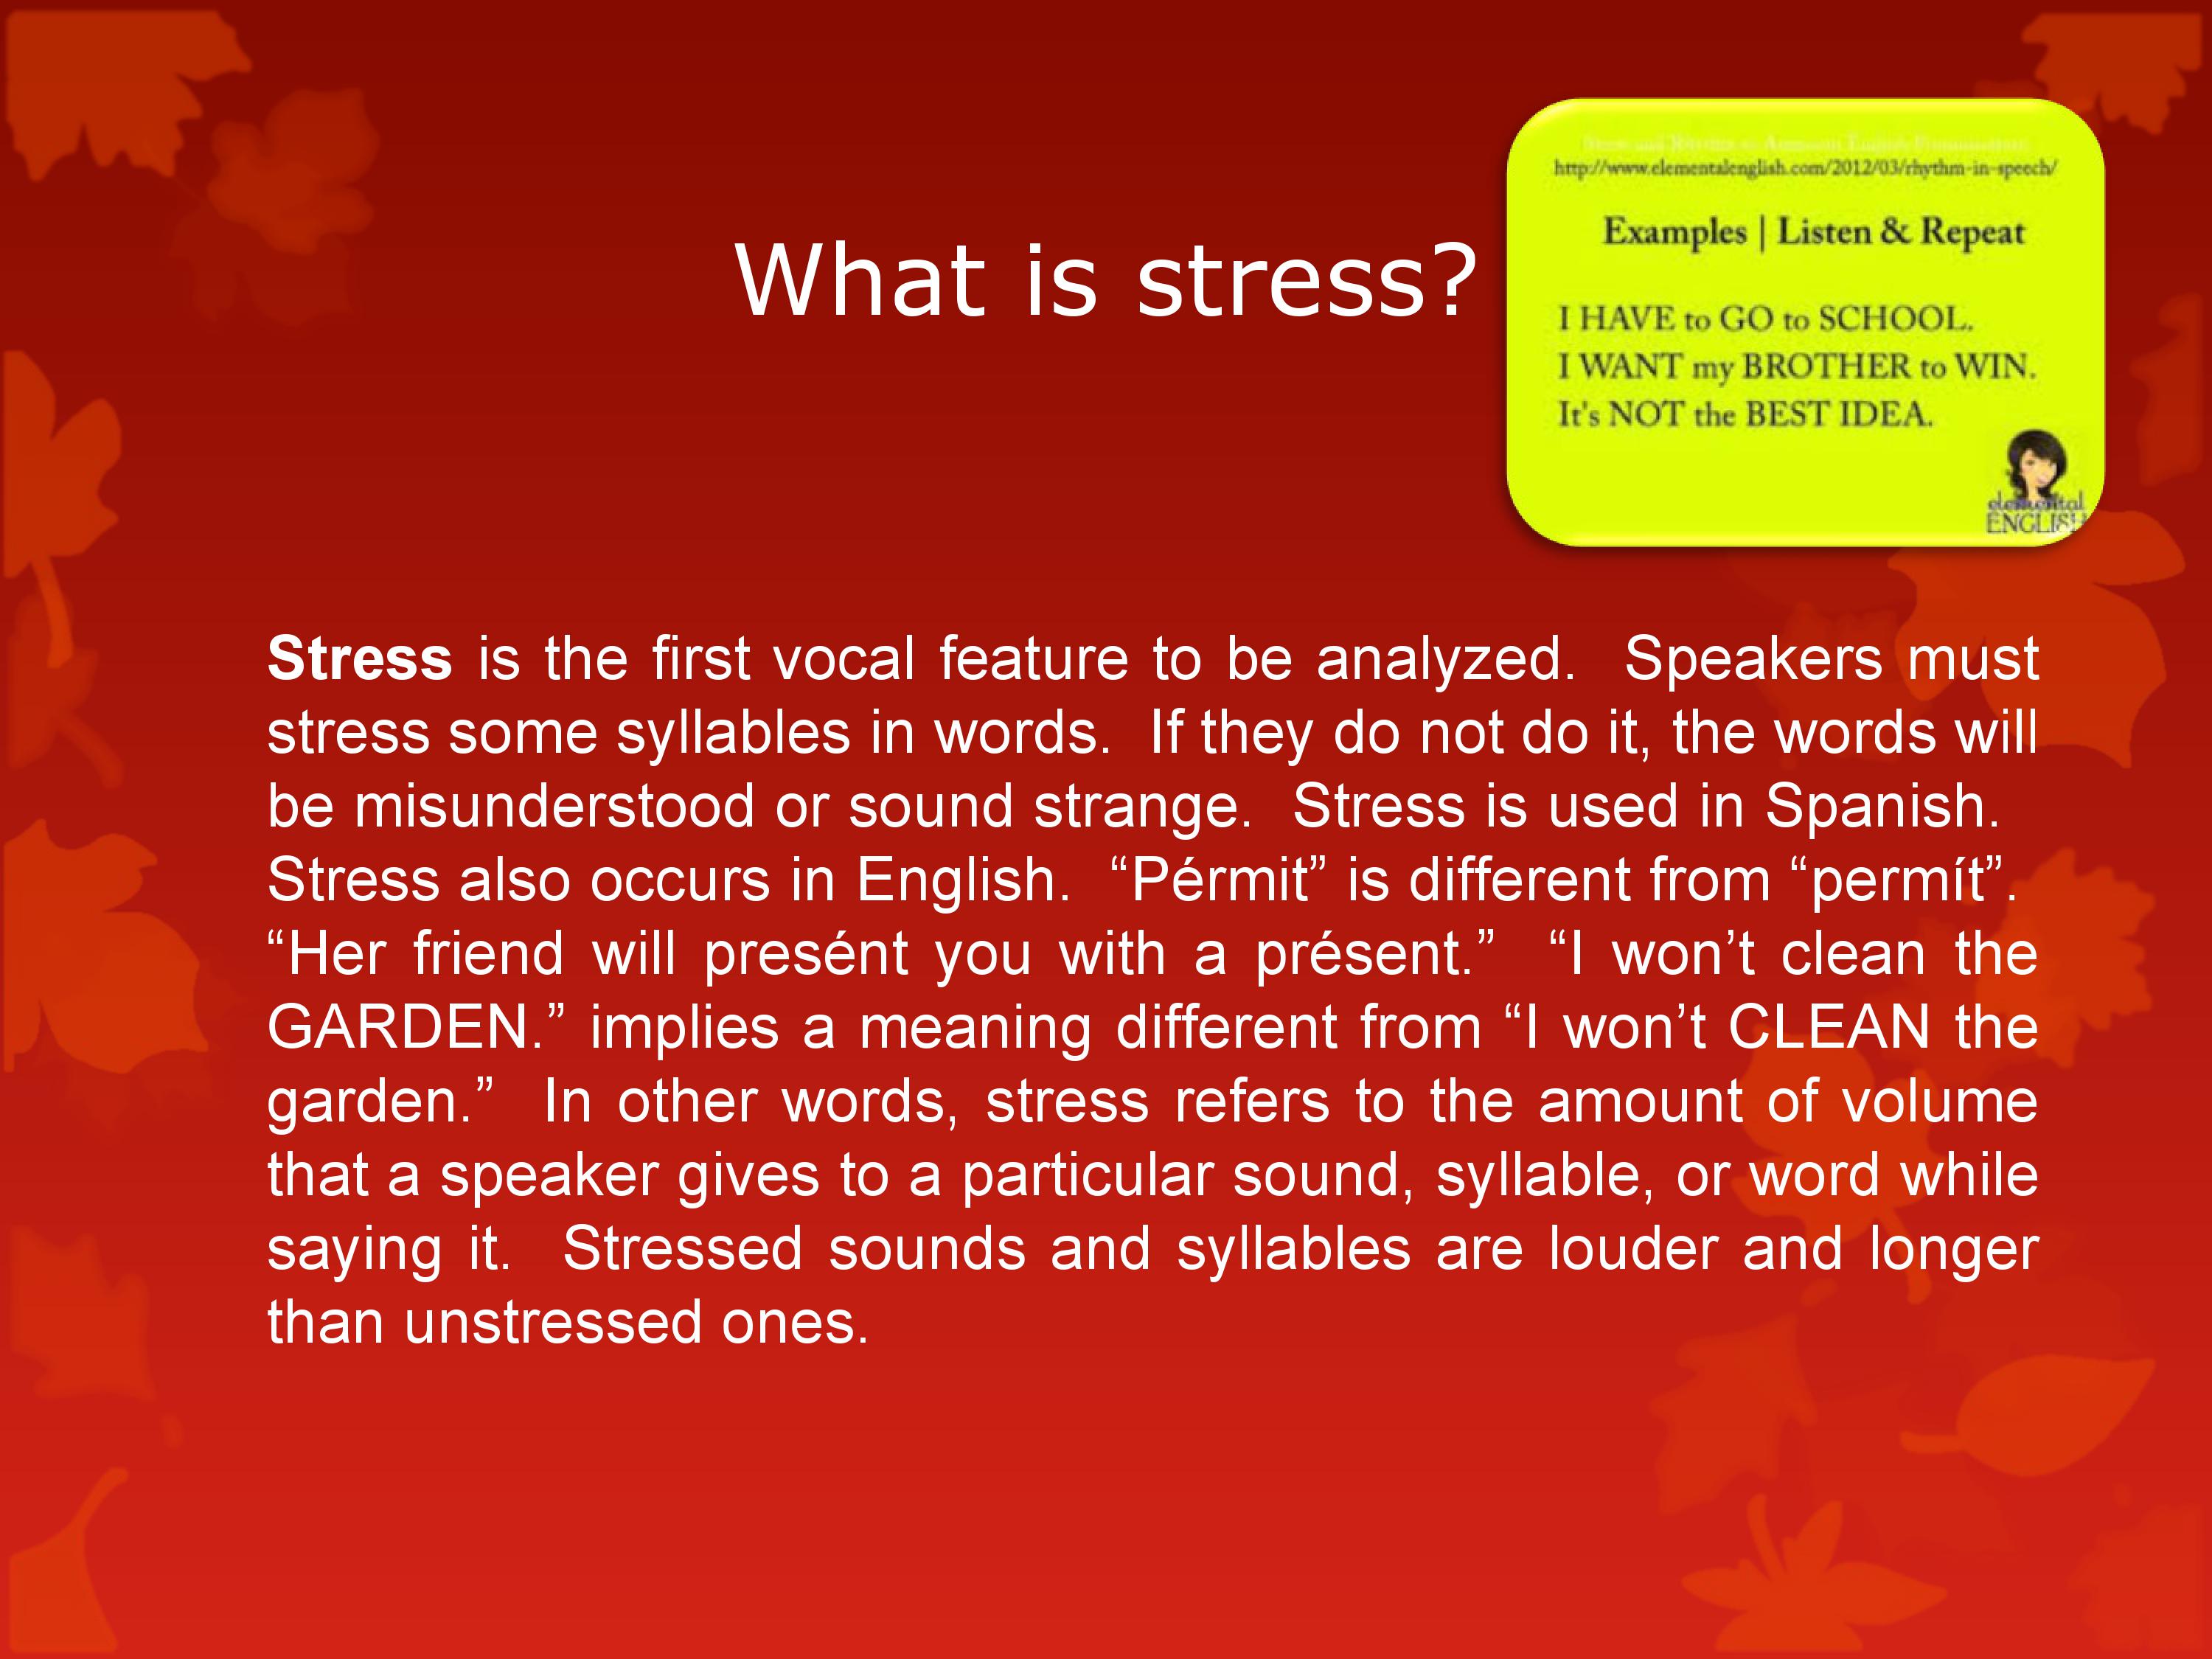 What is stress?
http://www.elementalenglish.com/2012/03/rhythm-in-speech/
Examples | Listen & Repeat
I HAVE to GO to SCHOOL.
I WANT my BROTHER to WIN.
It's NOT the BEST IDEA.
elemental
ENGLISH
Stress is the first vocal feature to be analyzed.  Speakers must
stress some syllables in words.  If they do not do it, the words will
be misunderstood or sound strange.  Stress is used in Spanish.
Stress also occurs in English.  “Pérmit” is different from “permít”.
“Her friend will presént you with a présent.”  “I won’t clean the
GARDEN.” implies a meaning different from “I won’t CLEAN the
garden.”  In other words, stress refers to the amount of volume
that a speaker gives to a particular sound, syllable, or word while
saying it.  Stressed sounds and syllables are louder and longer
than unstressed ones.